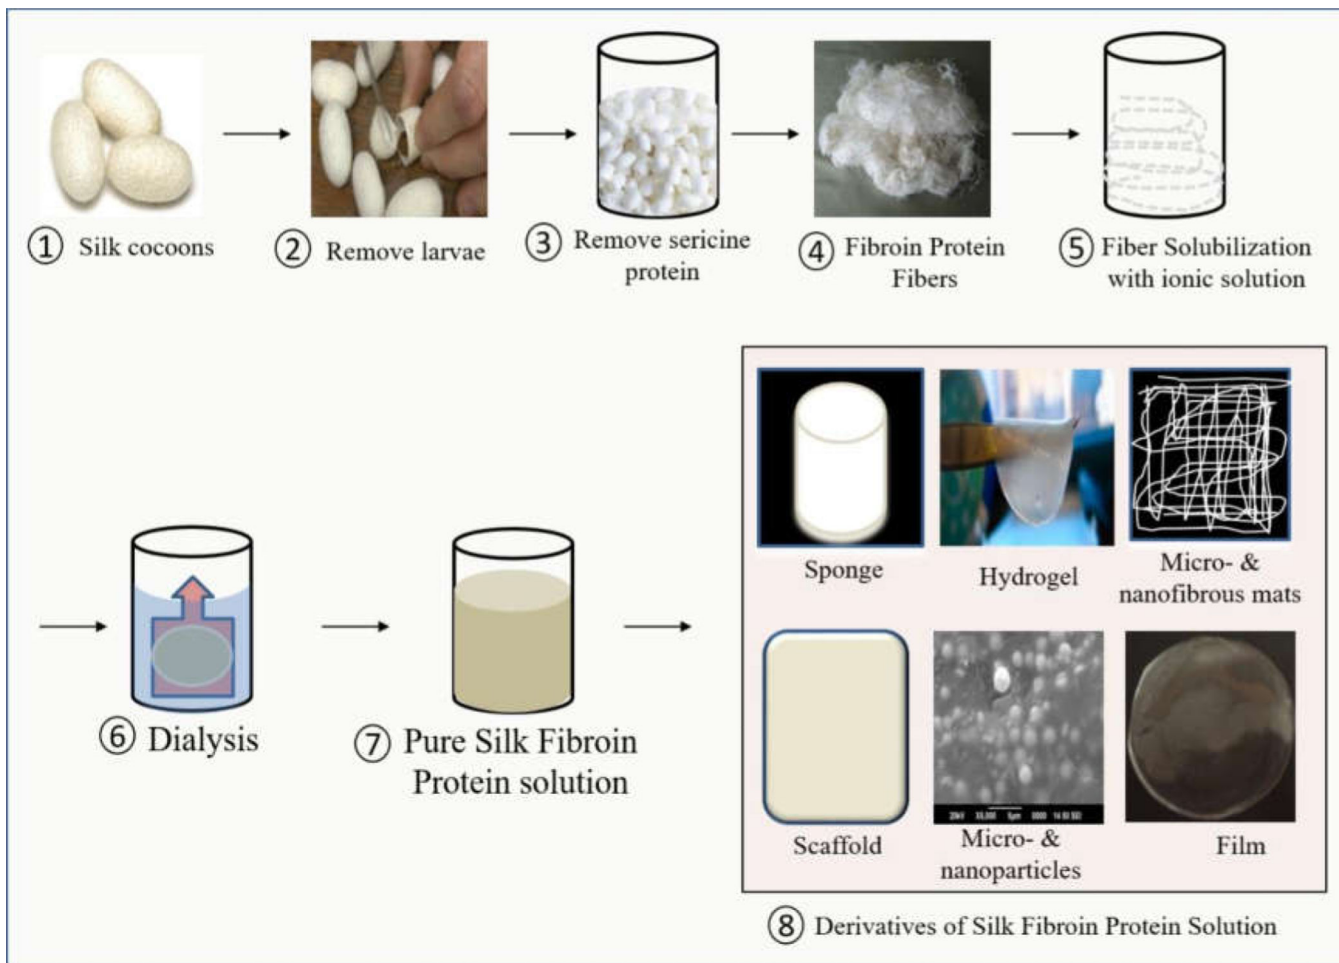 ① Silk cocoons
② Remove larvae
③ Remove sericine
protein
④ Fibroin Protein
Fibers
⑤ Fiber Solubilization
with ionic solution
⑥ Dialysis
⑦ Pure Silk Fibroin
Protein solution
Sponge
Hydrogel
Micro- &
nanofibrous mats
Scaffold
Micro- &
nanoparticles
Film
⑧ Derivatives of Silk Fibroin Protein Solution